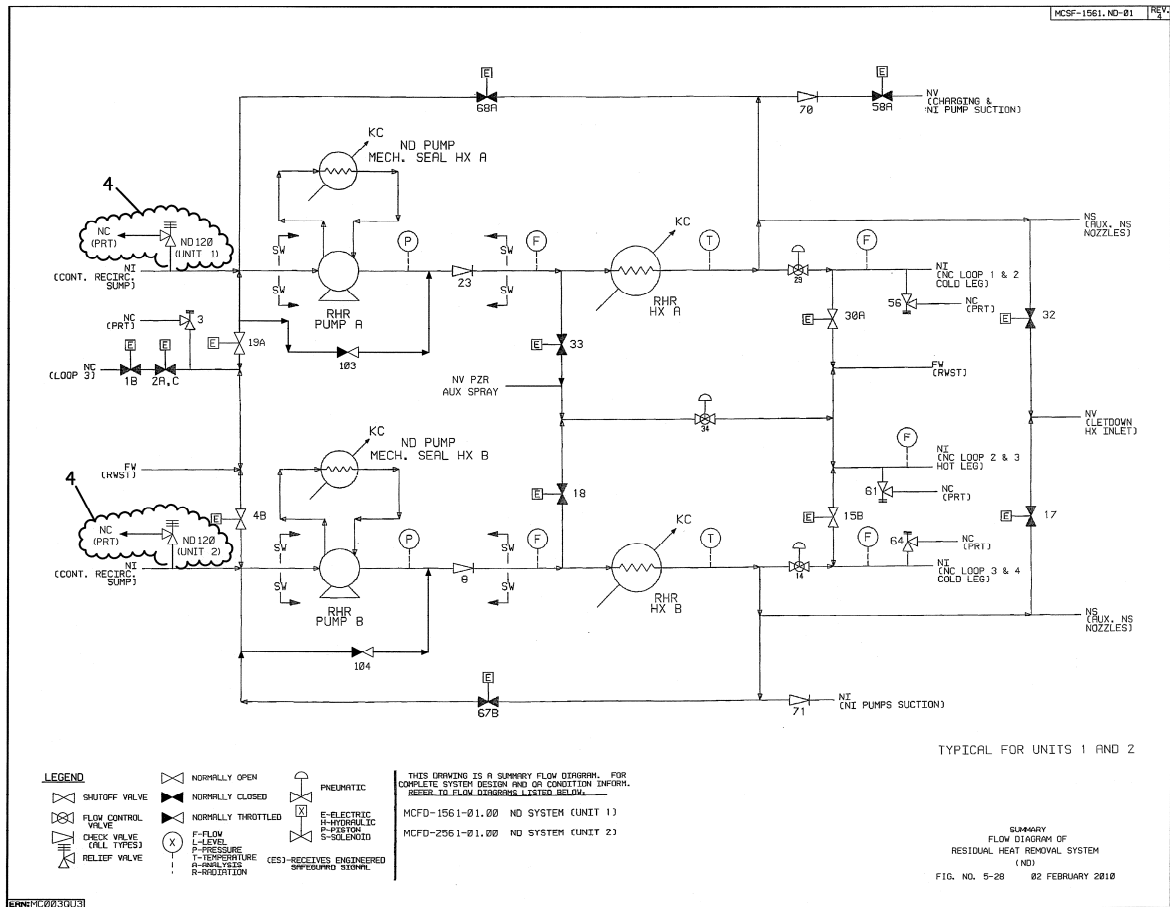 MCSF-1561.ND-01 REV. 4
E
68A
70
E
58A
NV
(CHARGING &
NI PUMP SUCTION)
KC
ND PUMP
MECH. SEAL HX A
4
NC
(PRT)
ND120
(UNIT 1)
NI
(CONT. RECIRC.
SUMP)
SW
SW
RHR
PUMP A
P
23
SW
SW
F
KC
RHR
HX A
T
29
F
NS
(AUX. NS
NOZZLES)
NI
(NC LOOP 1 & 2
COLD LEG)
56
NC
(PRT)
NC
(PRT)
3
E
19A
E
E
NC
(LOOP 3)
1B
2A,C
103
E
33
E
30A
E
32
NV PZR
AUX SPRAY
FW
(RWST)
34
NV
(LETDOWN
HX INLET)
KC
ND PUMP
MECH. SEAL HX B
F
NI
(NC LOOP 2 & 3
HOT LEG)
FW
(RWST)
61
NC
(PRT)
4
E
4B
E
18
E
15B
E
17
NC
(PRT)
ND120
(UNIT 2)
NI
(CONT. RECIRC.
SUMP)
SW
SW
RHR
PUMP B
P
8
SW
SW
F
KC
RHR
HX B
T
14
F
64
NC
(PRT)
NI
(NC LOOP 3 & 4
COLD LEG)
NS
(AUX. NS
NOZZLES)
104
E
67B
71
NI
(NI PUMPS SUCTION)
TYPICAL FOR UNITS 1 AND 2
LEGEND
SHUTOFF VALVE
FLOW CONTROL
VALVE
CHECK VALVE
(ALL TYPES)
RELIEF VALVE
NORMALLY OPEN
NORMALLY CLOSED
NORMALLY THROTTLED
X
F-FLOW
L-LEVEL
P-PRESSURE
T-TEMPERATURE
A-ANALYSIS
R-RADIATION
PNEUMATIC
X
E-ELECTRIC
H-HYDRAULIC
P-PISTON
S-SOLENOID
(ES)-RECEIVES ENGINEERED
SAFEGUARD SIGNAL
THIS DRAWING IS A SUMMARY FLOW DIAGRAM. FOR
COMPLETE SYSTEM DESIGN AND OR CONDITION INFORM.
REFER TO FLOW DIAGRAMS LISTED BELOW.
MCFD-1561-01.00 ND SYSTEM (UNIT 1)
MCFD-2561-01.00 ND SYSTEM (UNIT 2)
SUMMARY
FLOW DIAGRAM OF
RESIDUAL HEAT REMOVAL SYSTEM
(ND)
FIG. NO. 5-28 02 FEBRUARY 2010
ERN:MC003QU3